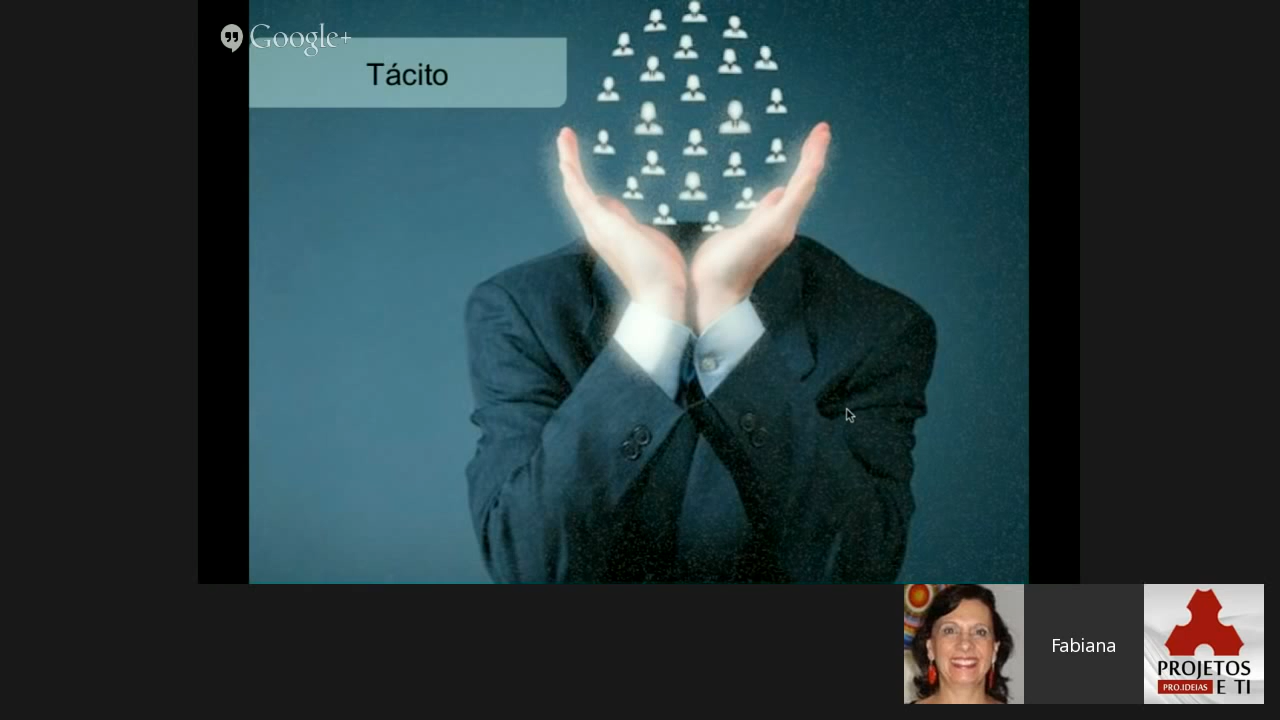 Google+
Tácito
Fabiana
PROJETOS
PRO.IDEIAS E TI